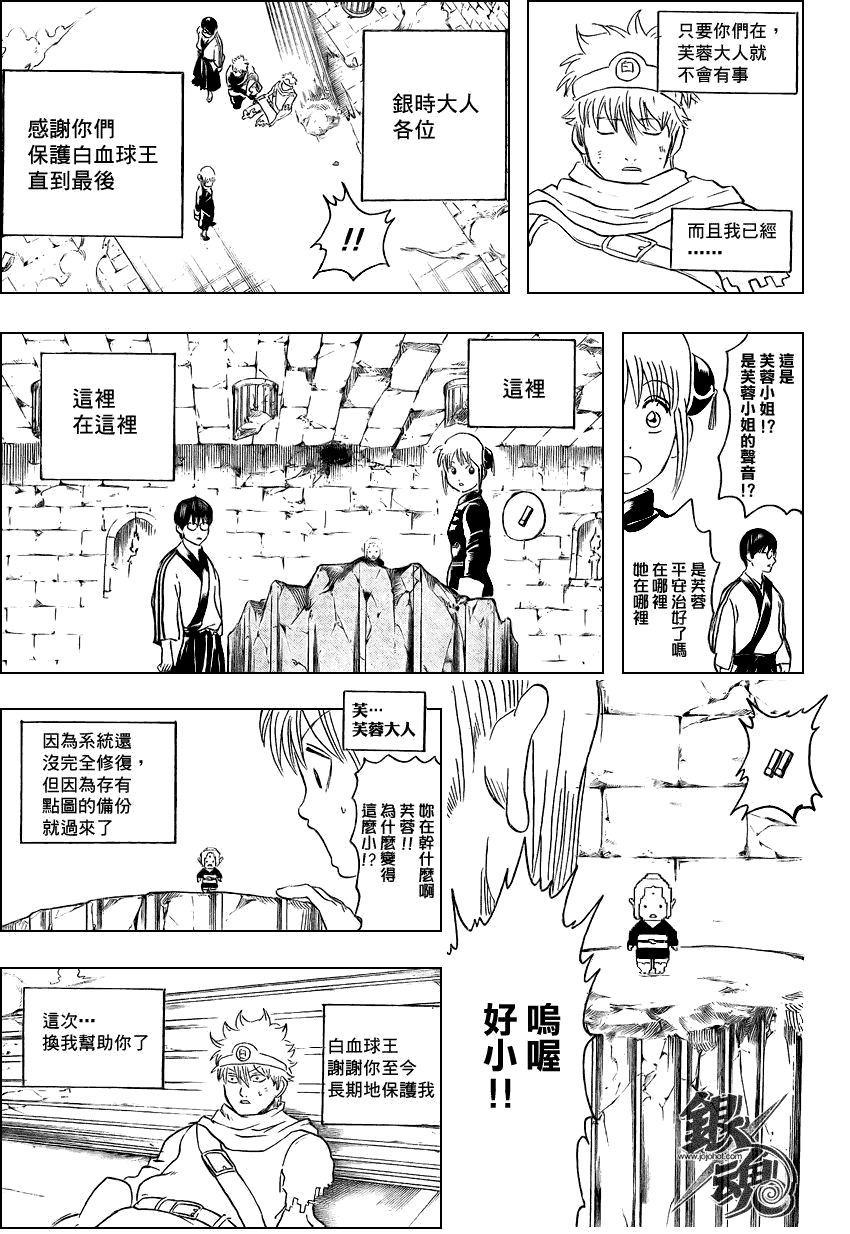 只要你們在，
芙蓉大人就
不會有事
而且我已經
……
銀時大人
各位
感謝你們
保護白血球王
直到最後
!!
這是
芙蓉小姐!?
是芙蓉小姐的聲音!?
是芙蓉
平安治好了嗎
在哪裡
她在哪裡
這裡
這裡
在這裡
!
!!
嗚喔
好小!!
芙…
芙蓉大人
妳在幹什麼啊
芙蓉!!
為什麼變得
這麼小!?
因為系統還
沒完全修復，
但因為存有
點圖的備份
就過來了
白血球王
謝謝你至今
長期地保護我
這次…
換我幫助你了
銀魂
www.jojohot.com